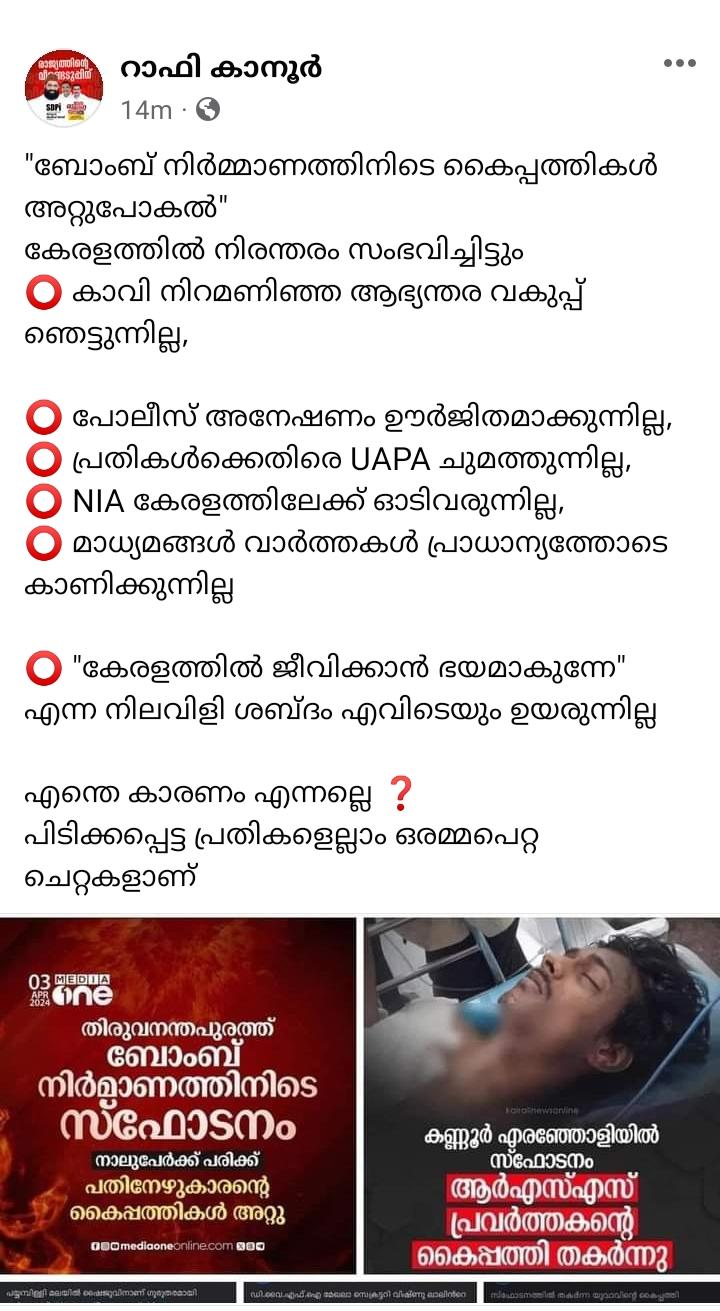 റാഫി കാനൂർ
14m ·
"ബോംബ് നിർമ്മാണത്തിനിടെ കൈപ്പത്തികൾ
അറ്റുപോകൽ"
കേരളത്തിൽ നിരന്തരം സംഭവിച്ചിട്ടും
⭕ കാവി നിറമണിഞ്ഞ ആഭ്യന്തര വകുപ്പ്
ഞെട്ടുന്നില്ല,
⭕ പോലീസ് അനേഷണം ഊർജിതമാക്കുന്നില്ല,
⭕ പ്രതികൾക്കെതിരെ UAPA ചുമത്തുന്നില്ല,
⭕ NIA കേരളത്തിലേക്ക് ഓടിവരുന്നില്ല,
⭕ മാധ്യമങ്ങൾ വാർത്തകൾ പ്രാധാന്യത്തോടെ
കാണിക്കുന്നില്ല
⭕ "കേരളത്തിൽ ജീവിക്കാൻ ഭയമാകുന്നേ"
എന്ന നിലവിളി ശബ്ദം എവിടെയും ഉയരുന്നില്ല
എന്തെ കാരണം എന്നല്ലെ ❓
പിടിക്കപ്പെട്ട പ്രതികളെല്ലാം ഒരമ്മപെറ്റ
ചെറ്റകളാണ്
03 APR 2024
MEDIA one
തിരുവനന്തപുരത്ത്
ബോംബ്
നിർമാണത്തിനിടെ
സ്ഫോടനം
നാലുപേർക്ക് പരിക്ക്
പതിനേഴുകാരന്റെ
കൈപ്പത്തികൾ അറ്റു
mediaoneonline.com
kairalinewsonline
കണ്ണൂർ എരഞ്ഞോളിയിൽ
സ്ഫോടനം
ആർഎസ്എസ്
പ്രവർത്തകന്റെ
കൈപ്പത്തി തകർന്നു
സ്ഫോടനത്തിൽ തകർന്ന യുവാവിന്റെ കൈപ്പത്തി